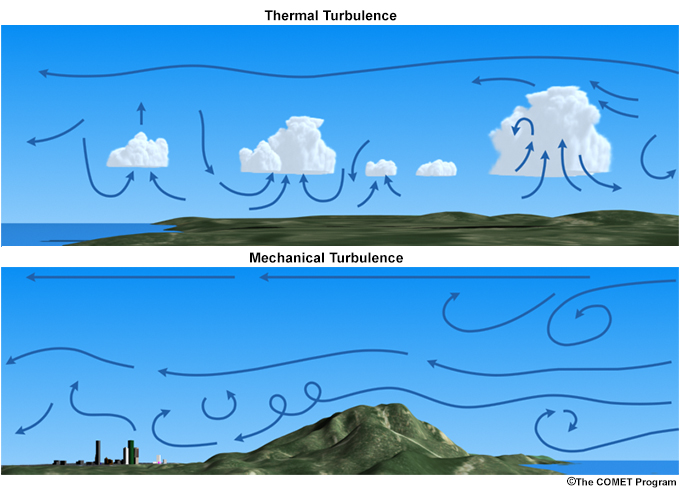 Thermal Turbulence
Mechanical Turbulence
©The COMET Program